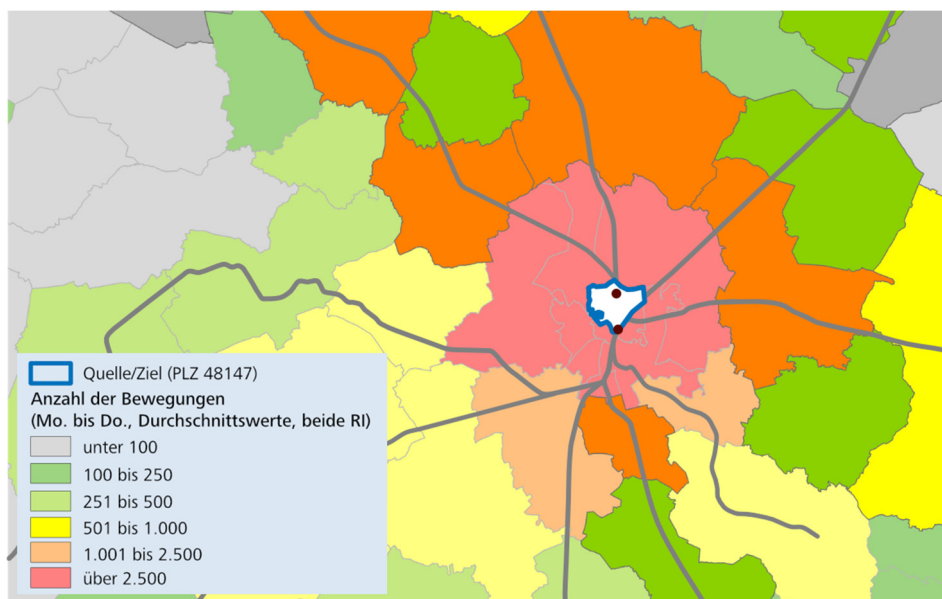 Quelle/Ziel (PLZ 48147)
Anzahl der Bewegungen
(Mo. bis Do., Durchschnittswerte, beide RI)
unter 100
100 bis 250
251 bis 500
501 bis 1.000
1.001 bis 2.500
über 2.500